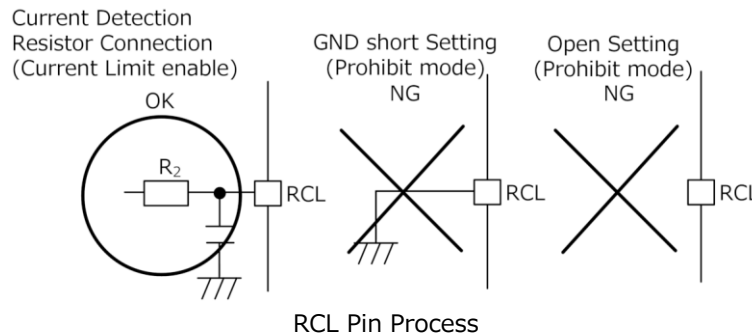 Current Detection
Resistor Connection
(Current Limit enable)
OK
R₂
RCL
GND short Setting
(Prohibit mode)
NG
RCL
Open Setting
(Prohibit mode)
NG
RCL
RCL Pin Process